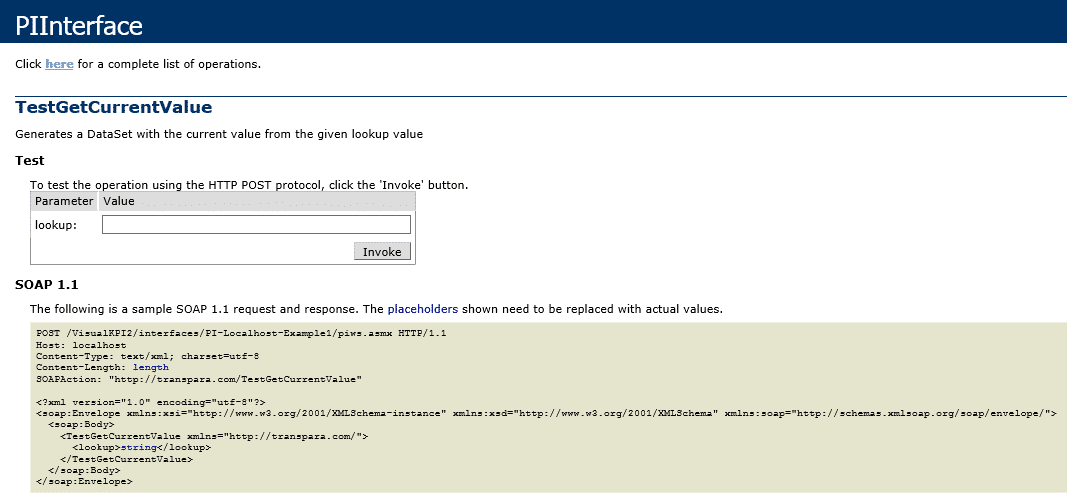 PIInterface
Click here for a complete list of operations.
TestGetCurrentValue
Generates a DataSet with the current value from the given lookup value
Test
To test the operation using the HTTP POST protocol, click the 'Invoke' button.
Parameter Value
lookup:
Invoke
SOAP 1.1
The following is a sample SOAP 1.1 request and response. The placeholders shown need to be replaced with actual values.
POST /VisualKPI2/interfaces/PI-Localhost-Example1/piws.asmx HTTP/1.1
Host: localhost
Content-Type: text/xml; charset=utf-8
Content-Length: length
SOAPAction: "http://transpara.com/TestGetCurrentValue"
<?xml version="1.0" encoding="utf-8"?>
<soap:Envelope xmlns:xsi="http://www.w3.org/2001/XMLSchema-instance" xmlns:xsd="http://www.w3.org/2001/XMLSchema" xmlns:soap="http://schemas.xmlsoap.org/soap/envelope/">
<soap:Body>
<TestGetCurrentValue xmlns="http://transpara.com/">
<lookup>string</lookup>
</TestGetCurrentValue>
</soap:Body>
</soap:Envelope>